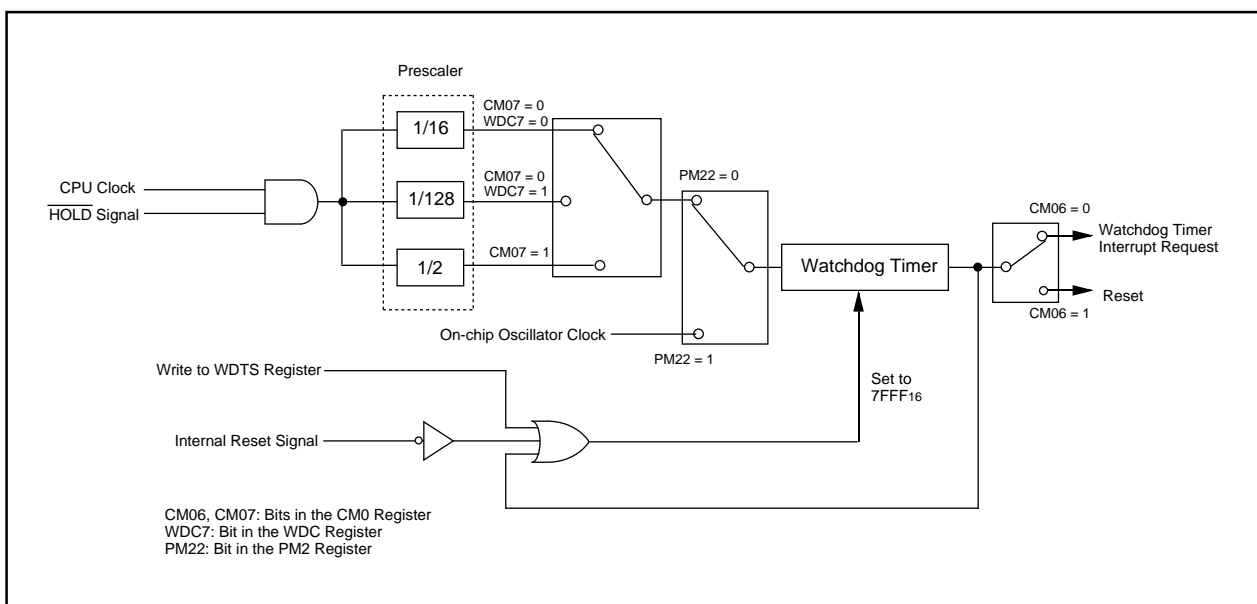 Prescaler
CM07 = 0
WDC7 = 0
1/16
CM07 = 0
WDC7 = 1
1/128
CM07 = 1
1/2
CPU Clock
HOLD Signal
PM22 = 0
On-chip Oscillator Clock
PM22 = 1
Watchdog Timer
CM06 = 0
Watchdog Timer
Interrupt Request
Reset
CM06 = 1
Write to WDTS Register
Set to
7FFF16
Internal Reset Signal
CM06, CM07: Bits in the CM0 Register
WDC7: Bit in the WDC Register
PM22: Bit in the PM2 Register